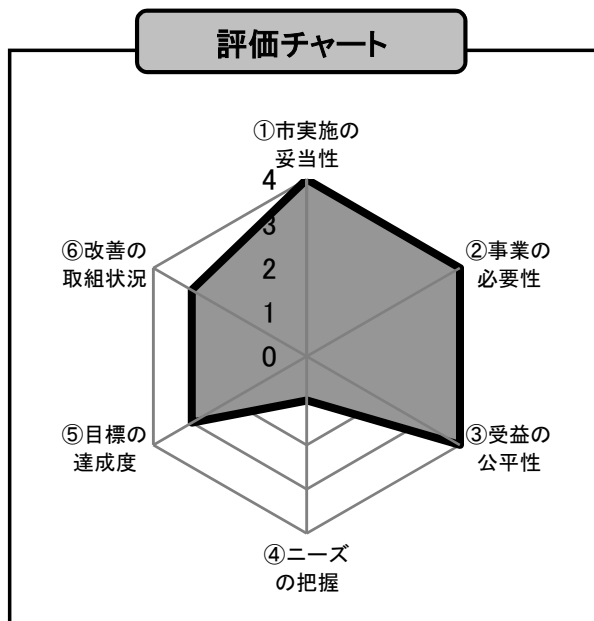 評価チャート
①市実施の
妥当性
4
3
2
1
0
②事業の
必要性
③受益の
公平性
④ニーズ
の把握
⑤目標の
達成度
⑥改善の
取組状況